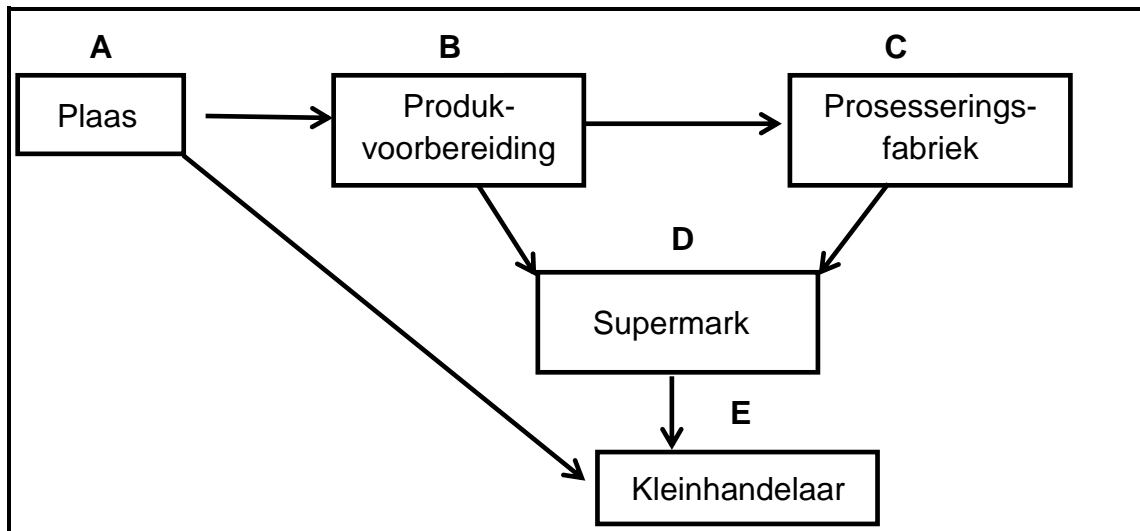 A
B
C
Plaas
Produk-
voorbereiding
Prosesserings-
fabriek
D
Supermark
E
Kleinhandelaar